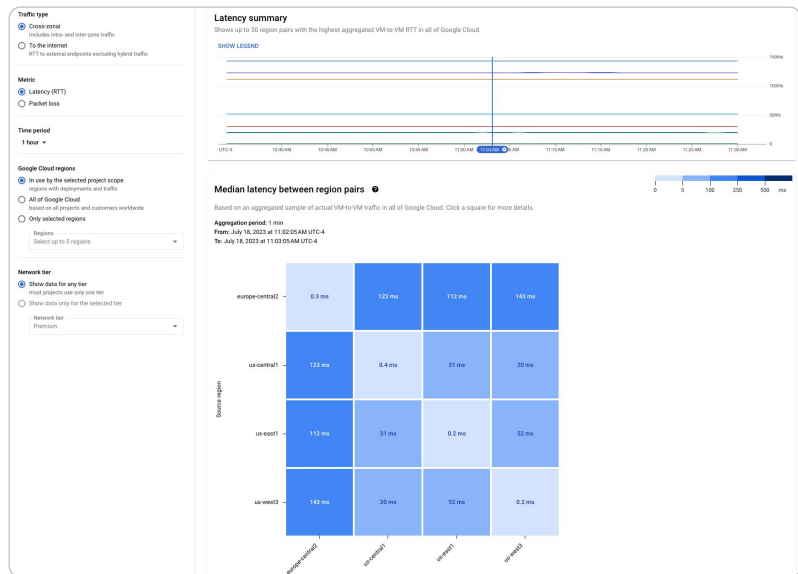 Traffic type
Cross-zonal
Includes intra- and inter-zone traffic
To the internet
RTT to external endpoints excluding hybrid traffic
Metric
Latency (RTT)
Packet loss
Time period
1 hour
Google Cloud regions
In use by the selected project scope
regions with deployments and traffic
All of Google Cloud
based on all projects and customers worldwide
Only selected regions
Regions
Select up to 5 regions
Network tier
Show data for any tier
most projects use only one tier
Show data only for the selected tier
Network tier
Premium
Latency summary
Shows up to 50 region pairs with the highest aggregated VM-to-VM RTT in all of Google Cloud.
SHOW LEGEND
150ms
100ms
50ms
0
UTC-4 10:40 AM 10:45 AM 10:50 AM 10:55 AM 11:00 AM 11:03 AM 11:10 AM 11:15 AM 11:20 AM 11:25 AM 11:30 AM
Median latency between region pairs
0 5 100 250 500 ms
Based on an aggregated sample of actual VM-to-VM traffic in all of Google Cloud. Click a square for more details.
Aggregation period: 1 min
From: July 18, 2023 at 11:02:05 AM UTC-4
To: July 18, 2023 at 11:03:05 AM UTC-4
europe-central2 0.3 ms 123 ms 112 ms 143 ms
us-central1 123 ms 0.4 ms 31 ms 20 ms
Source region
us-east1 112 ms 31 ms 0.2 ms 52 ms
us-west3 143 ms 20 ms 52 ms 0.2 ms
europe-central2 us-central1 us-east1 us-west3